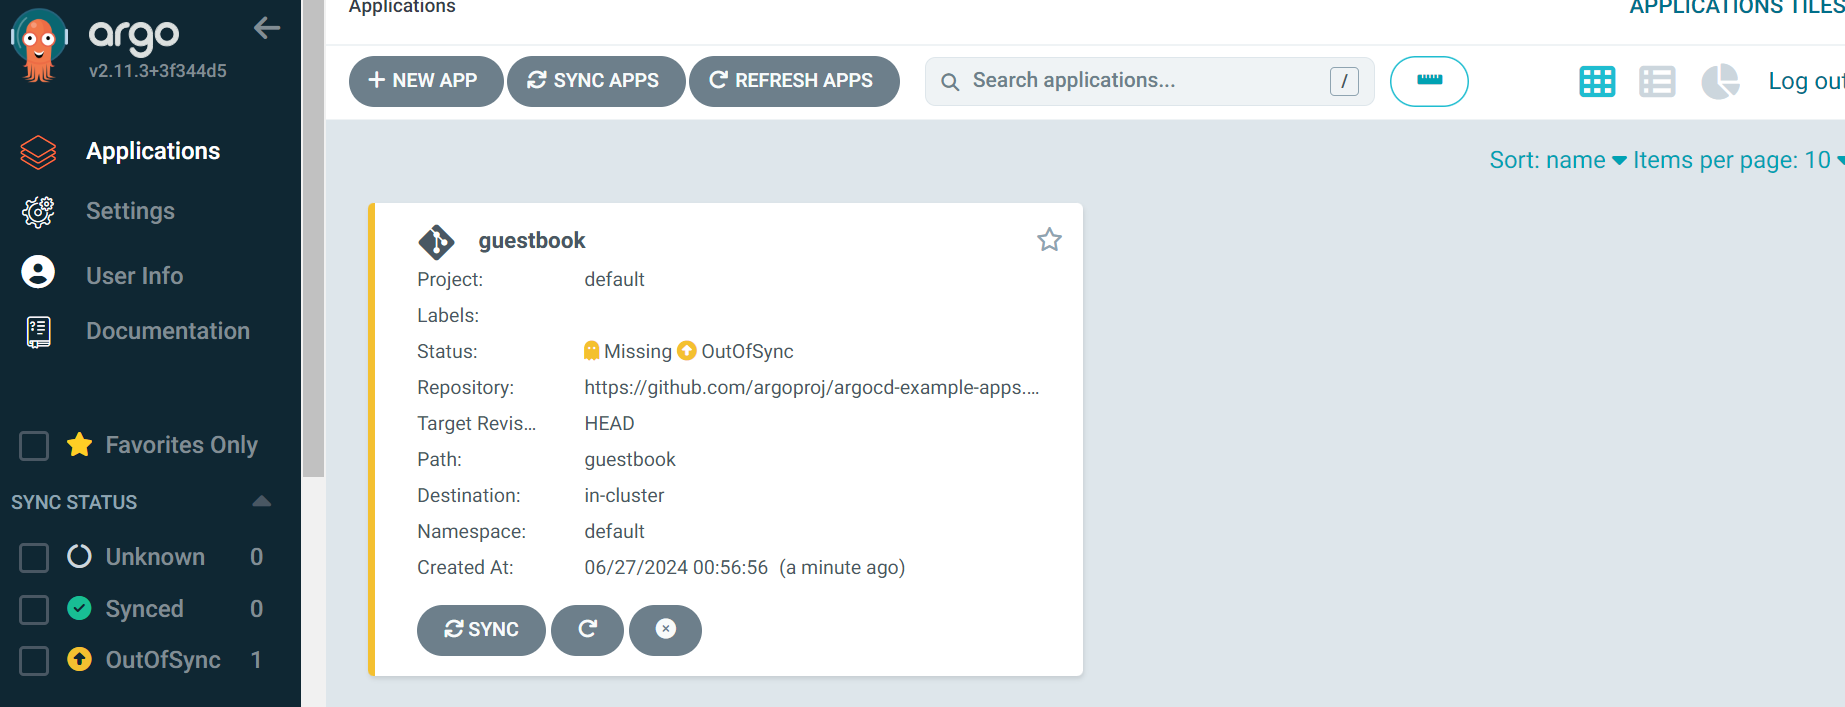 argo
v2.11.3+3f344d5
Applications
Settings
User Info
Documentation
Favorites Only
SYNC STATUS
Unknown 0
Synced 0
OutOfSync 1
Applications
APPLICATIONS TILES
+ NEW APP
SYNC APPS
REFRESH APPS
Search applications...
/
Log out
Sort: name
Items per page: 10
guestbook
Project: default
Labels:
Status: Missing OutOfSync
Repository: https://github.com/argoproj/argocd-example-apps....
Target Revis... HEAD
Path: guestbook
Destination: in-cluster
Namespace: default
Created At: 06/27/2024 00:56:56 (a minute ago)
SYNC